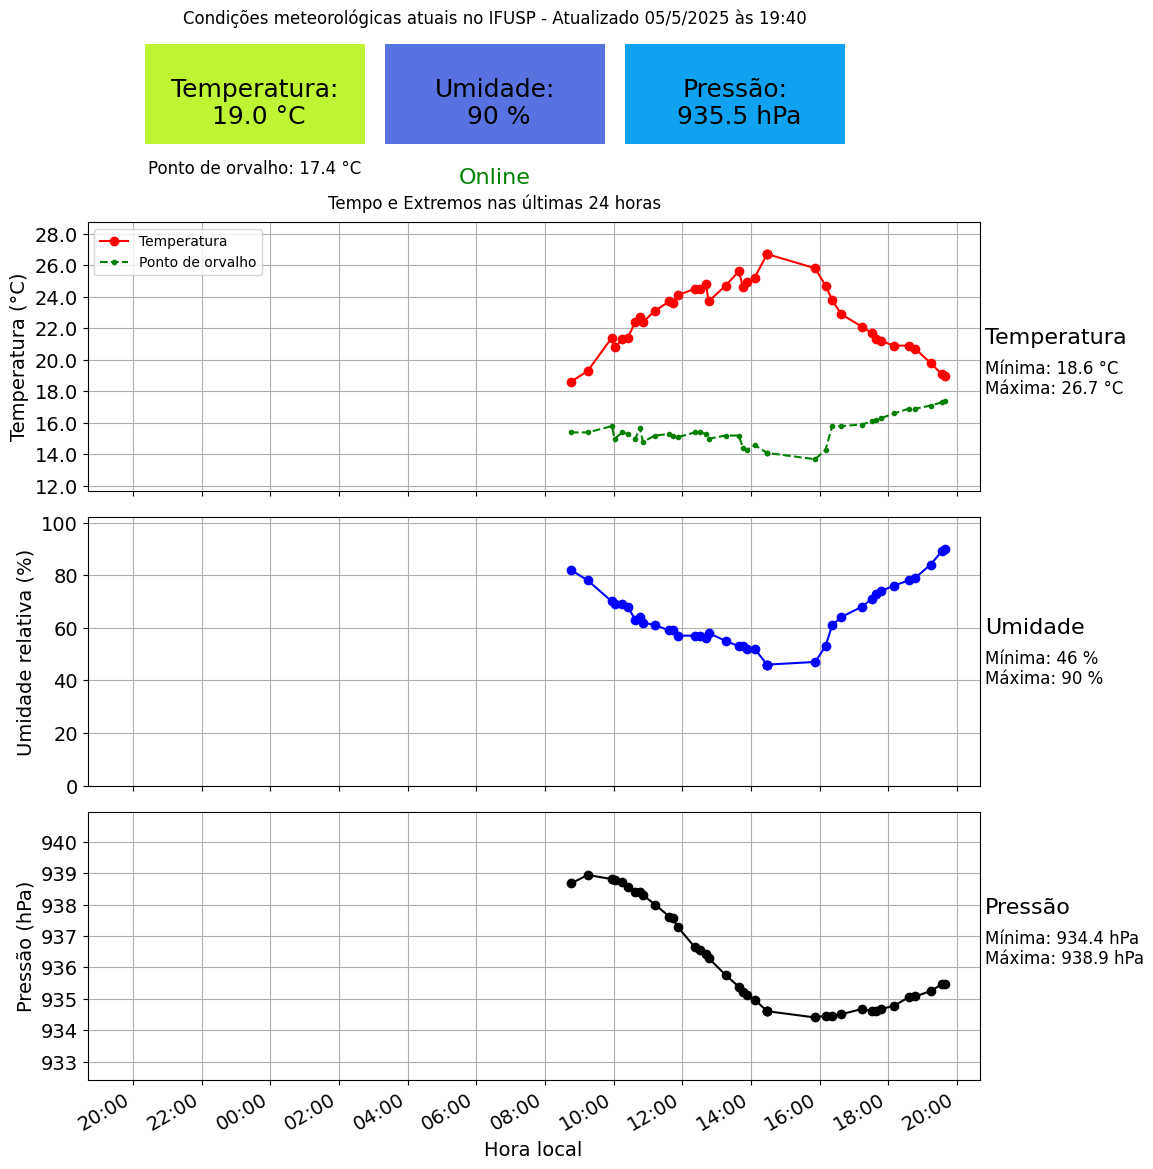 Condições meteorológicas atuais no IFUSP - Atualizado 05/5/2025 às 19:40
Temperatura:
19.0 °C
Umidade:
90 %
Pressão:
935.5 hPa
Ponto de orvalho: 17.4 °C
Online
Tempo e Extremos nas últimas 24 horas
Temperatura (°C)
28.0
26.0
24.0
22.0
20.0
18.0
16.0
14.0
12.0
Temperatura
Ponto de orvalho
Temperatura
Mínima: 18.6 °C
Máxima: 26.7 °C
Umidade relativa (%)
100
80
60
40
20
0
Umidade
Mínima: 46 %
Máxima: 90 %
Pressão (hPa)
940
939
938
937
936
935
934
933
Pressão
Mínima: 934.4 hPa
Máxima: 938.9 hPa
20:00
22:00
00:00
02:00
04:00
06:00
08:00
10:00
12:00
14:00
16:00
18:00
20:00
Hora local